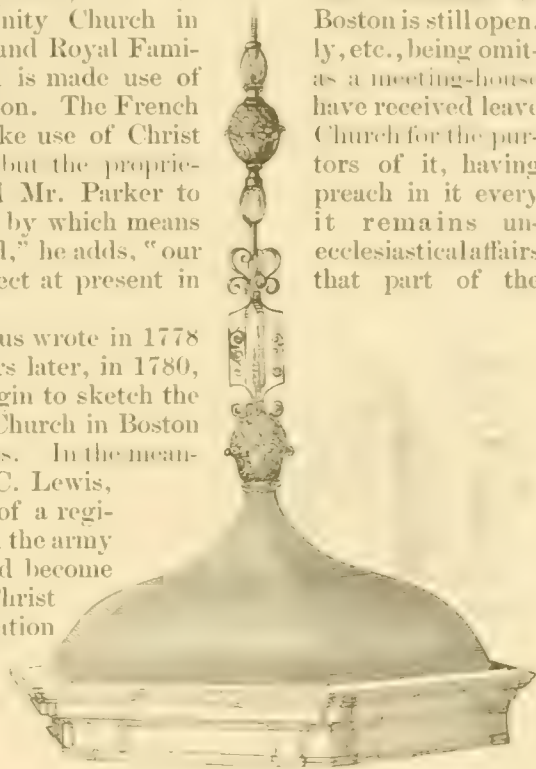 nity Church in Boston is still open.
and Royal Fami- ly, etc., being omit-
is made use of as a meeting-house
on. The French have received leave
ke use of Christ Church for the pur-
but the proprie- tors of it, having
Mr. Parker to preach in it every
by which means it remains un-
d,” he adds, “our ecclesiastical affairs
ect at present in that part of the
us wrote in 1778
rs later, in 1780,
gin to sketch the
Church in Boston
s. In the mean-
C. Lewis,
of a regi-
the army
d become
Christ
ation